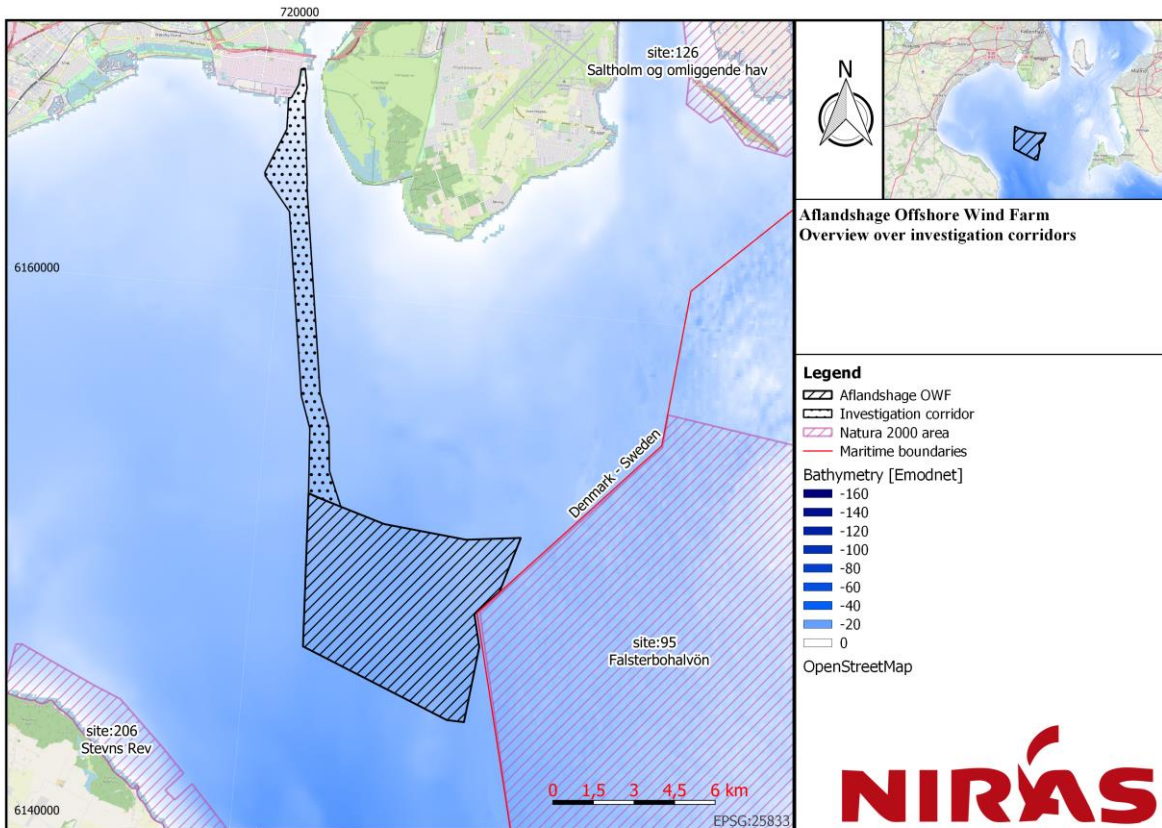 720000
site:126
Saltholm og omliggende hav
6160000
Denmark - Sweden
site:95
Falsterbohalvön
site:206
Stevns Rev
6140000
0 1,5 3 4,5 6 km
EPSG:25833
N
Aflandshage Offshore Wind Farm
Overview over investigation corridors
Legend
Aflandshage OWF
Investigation corridor
Natura 2000 area
Maritime boundaries
Bathymetry [Emodnet]
-160
-140
-120
-100
-80
-60
-40
-20
0
OpenStreetMap
NIRAS